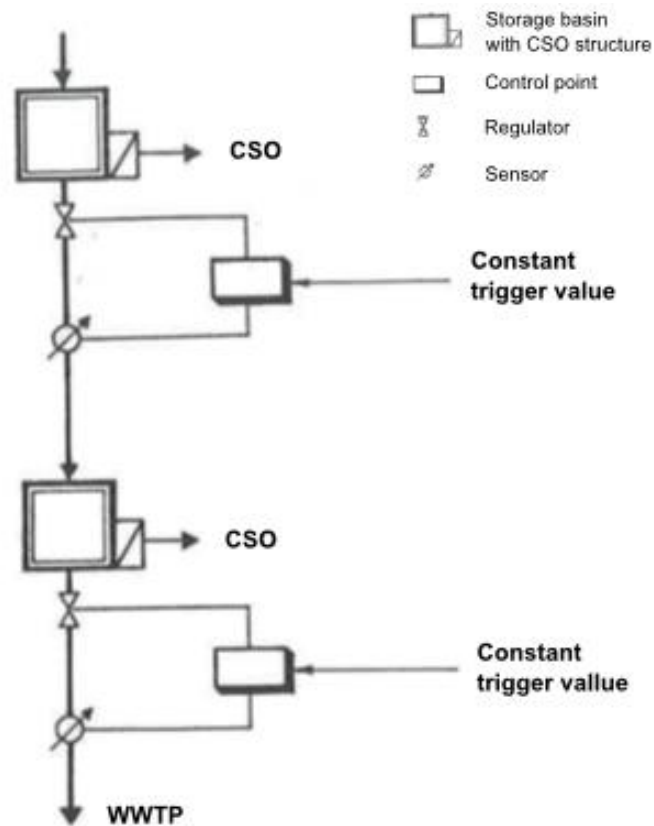 Storage basin
with CSO structure
Control point
Regulator
Sensor
CSO
Constant
trigger value
CSO
Constant
trigger vallue
WWTP